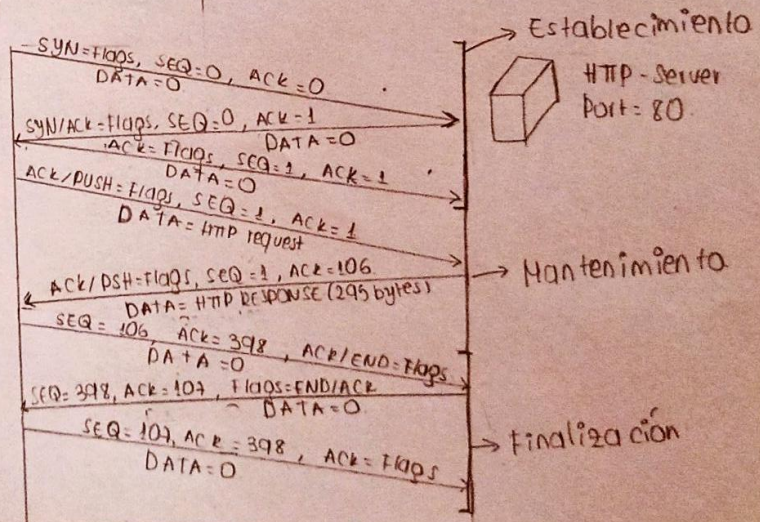 SYN=Flags, SEQ=0, ACK=0
DATA=0
Establecimiento
HTTP-Server
Port=80
SYN/ACK=Flags, SEQ=0, ACK=1
DATA=0
ACK=Flags, SEQ=1, ACK=1
DATA=0
ACK/PUSH=Flags, SEQ=1, ACK=1
DATA=HTTP request
Mantenimiento
ACK/PSH=Flags, SEQ=1, ACK=106
DATA=HTTP RESPONSE (295 bytes)
SEQ=106, ACK=398, ACK/END=Flags
DATA=0
SEQ=398, ACK=107, Flags=END/ACK
DATA=0
Finalización
SEQ=107, ACK=398, ACK=Flags
DATA=0